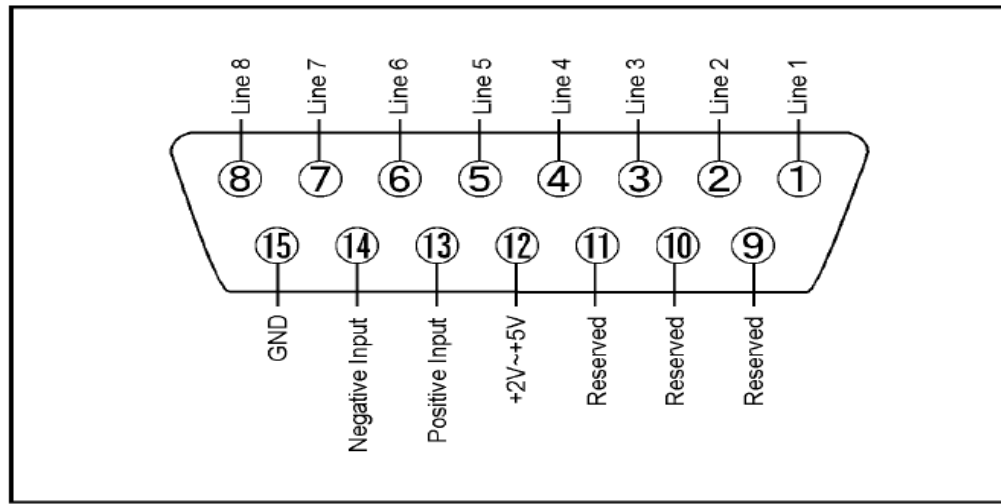 Line 8
Line 7
Line 6
Line 5
Line 4
Line 3
Line 2
Line 1
8
7
6
5
4
3
2
1
15
14
13
12
11
10
9
GND
Negative Input
Positive Input
+2V~+5V
Reserved
Reserved
Reserved